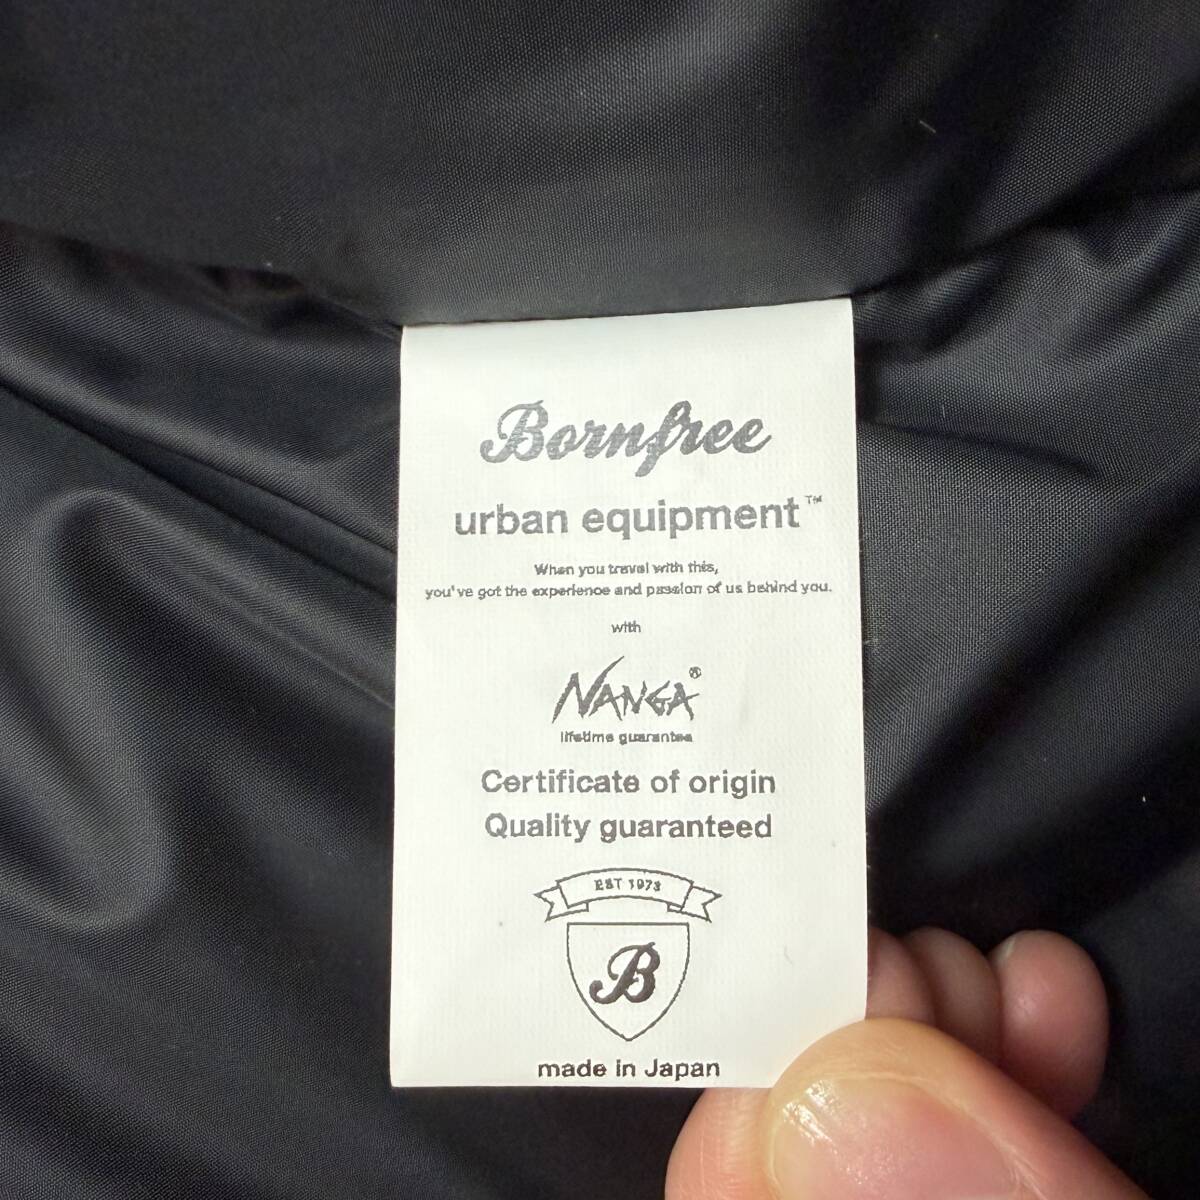 Bornfree
urban equipment™
When you travel with this,
you've got the experience and passion of us behind you.
with
NANGA®
lifetime guarantee
Certificate of origin
Quality guaranteed
EST 1973
B
made in Japan